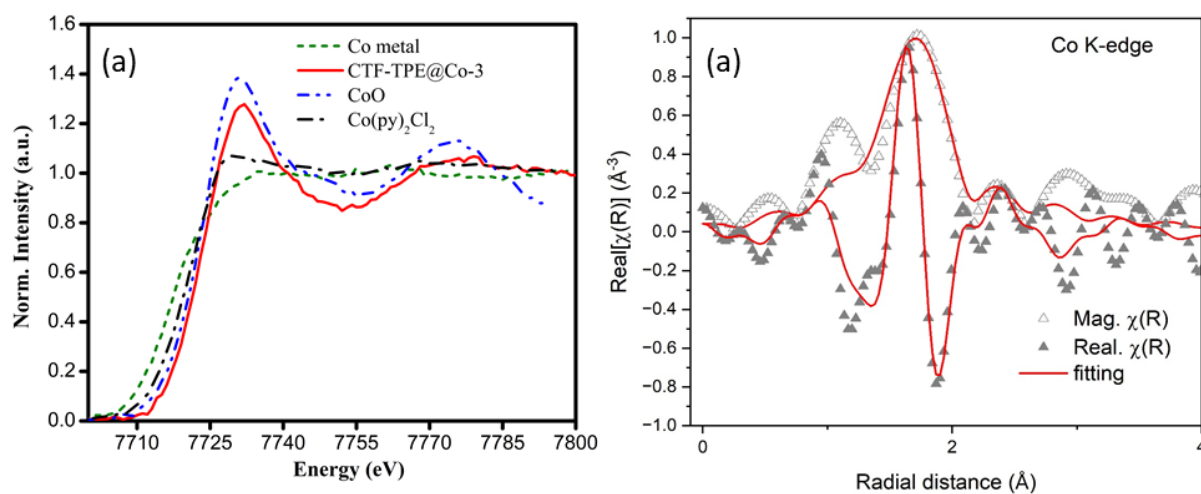 (a)
Co metal
CTF-TPE@Co-3
CoO
Co(py)₂Cl₂
Norm. Intensity (a.u.)
1.6
1.4
1.2
1.0
0.8
0.6
0.4
0.2
0.0
7710 7725 7740 7755 7770 7785 7800
Energy (eV)
(a)
Co K-edge
Real[χ(R)] (Å⁻³)
1.0
0.8
0.6
0.4
0.2
0.0
−0.2
−0.4
−0.6
−0.8
−1.0
Mag. χ(R)
Real. χ(R)
fitting
0 2 4
Radial distance (Å)